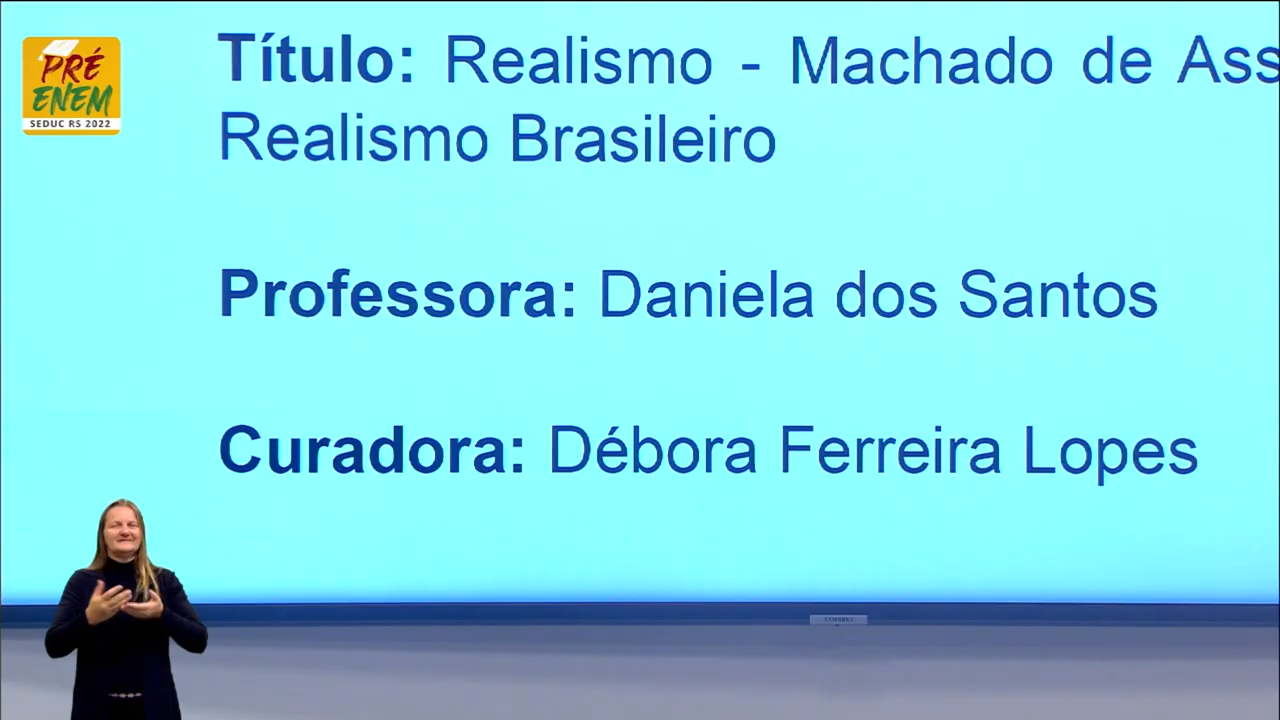 PRÉ
ENEM
SEDUC RS 2022
Título: Realismo - Machado de Ass
Realismo Brasileiro
Professora: Daniela dos Santos
Curadora: Débora Ferreira Lopes